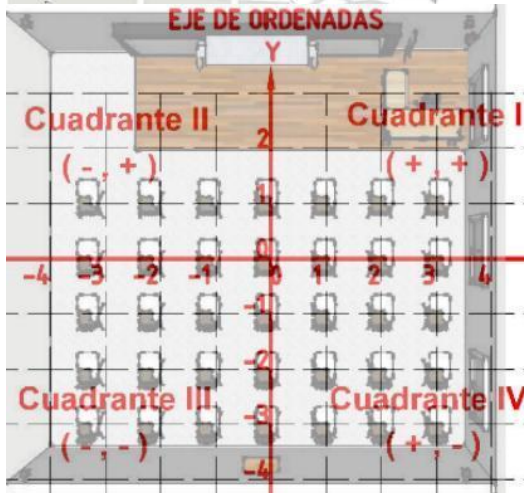 EJE DE ORDENADAS
Y
Cuadrante II
Cuadrante I
2
( - , + )
( + , + )
1
0
-4 -3 -2 -1 0 1 2 3 4
-1
-2
Cuadrante III
Cuadrante IV
-3
( - , - )
( + , - )
-4